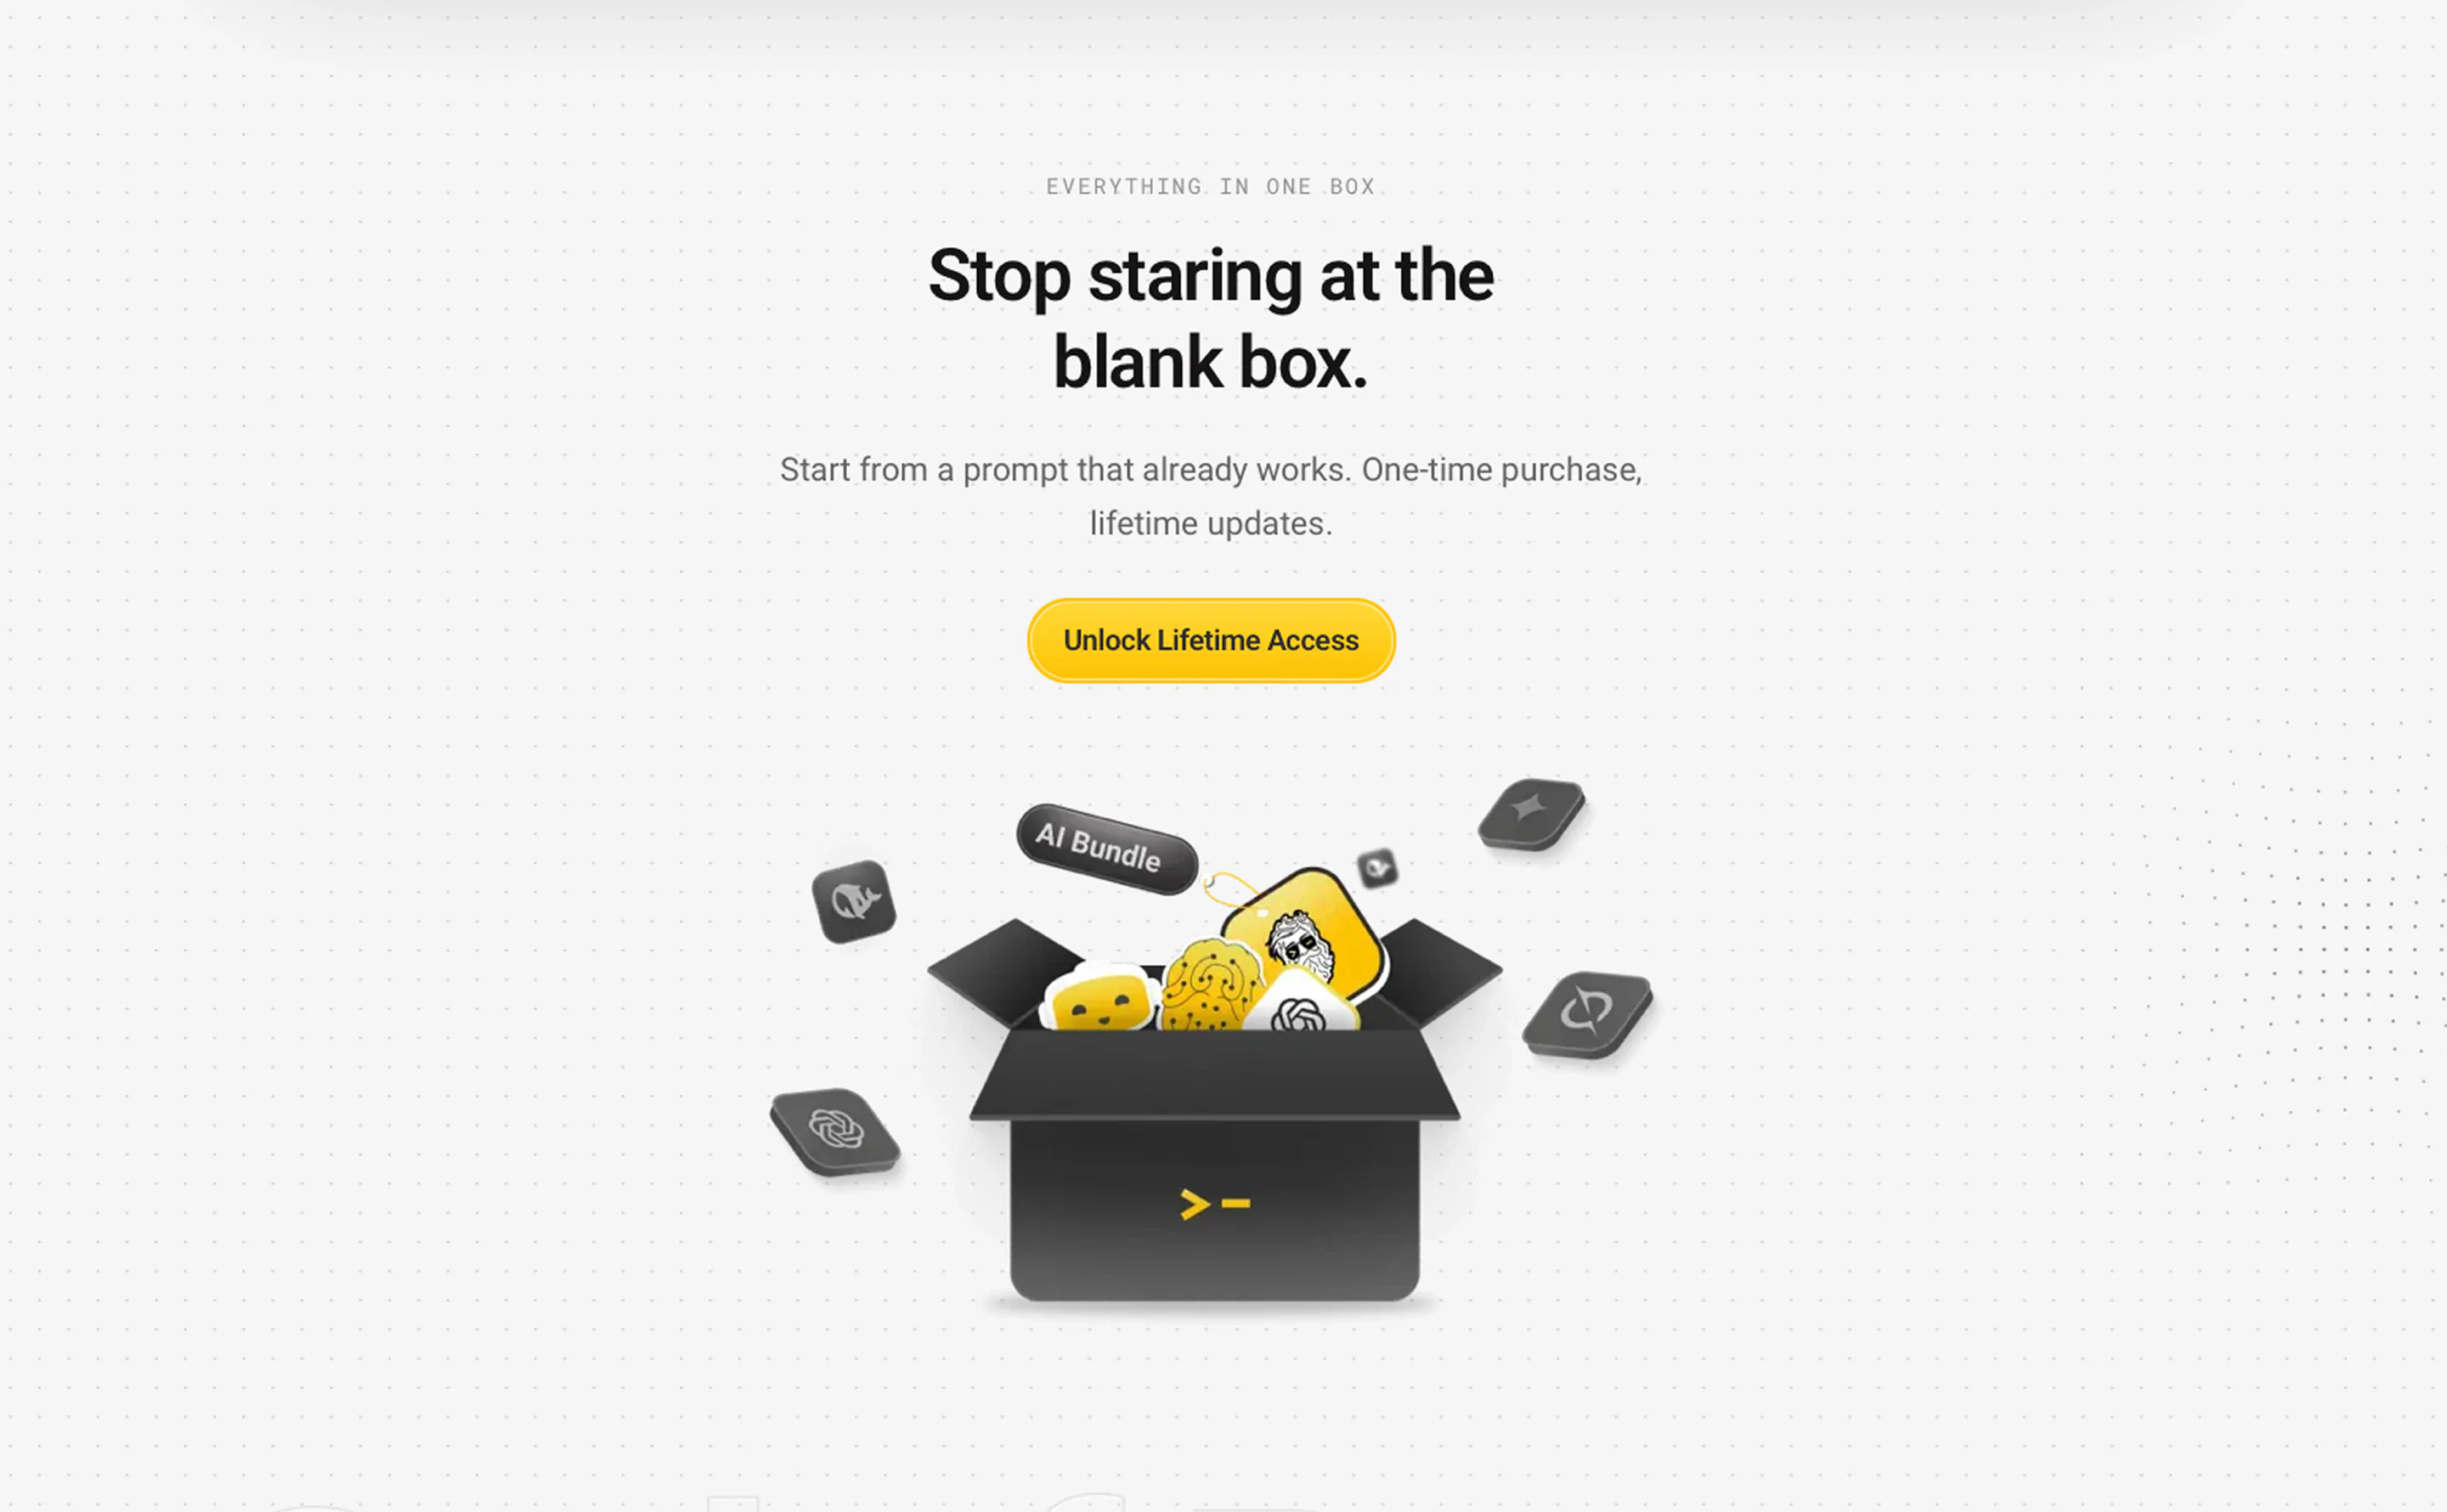 EVERYTHING IN ONE BOX
Stop staring at the
blank box.
Start from a prompt that already works. One-time purchase,
lifetime updates.
Unlock Lifetime Access
AI Bundle
>-